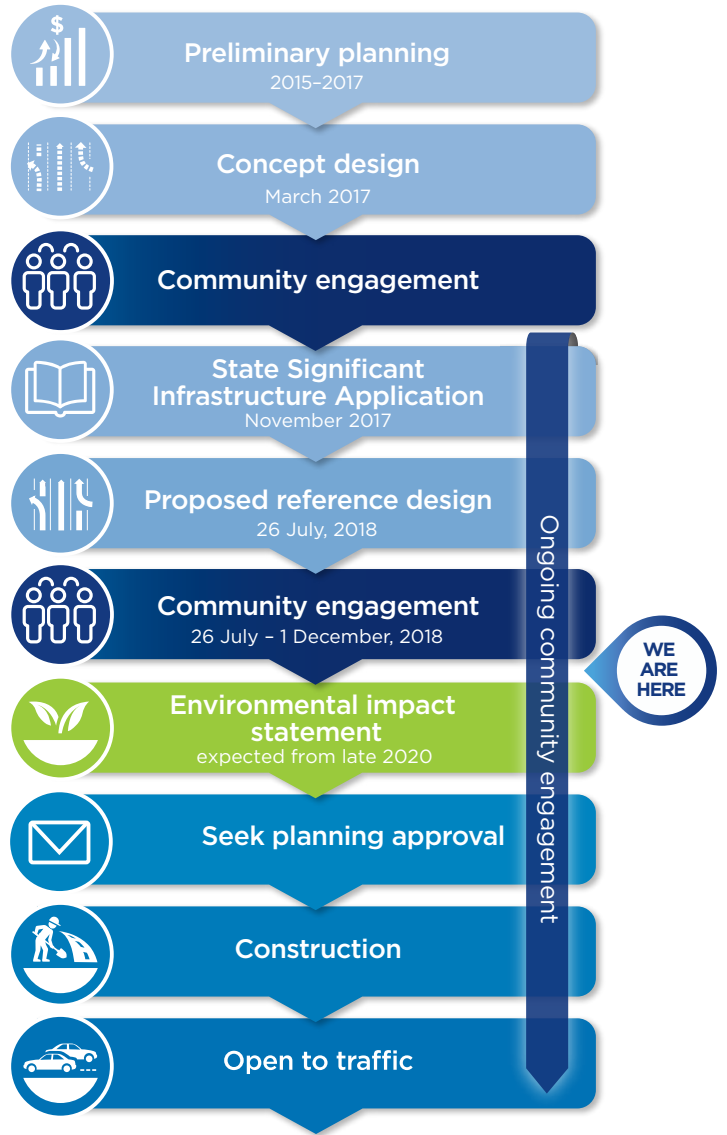 $
Preliminary planning
2015–2017
Concept design
March 2017
Community engagement
State Significant
Infrastructure Application
November 2017
Proposed reference design
26 July, 2018
Community engagement
26 July – 1 December, 2018
Ongoing community engagement
WE
ARE
HERE
Environmental impact
statement
expected from late 2020
Seek planning approval
Construction
Open to traffic